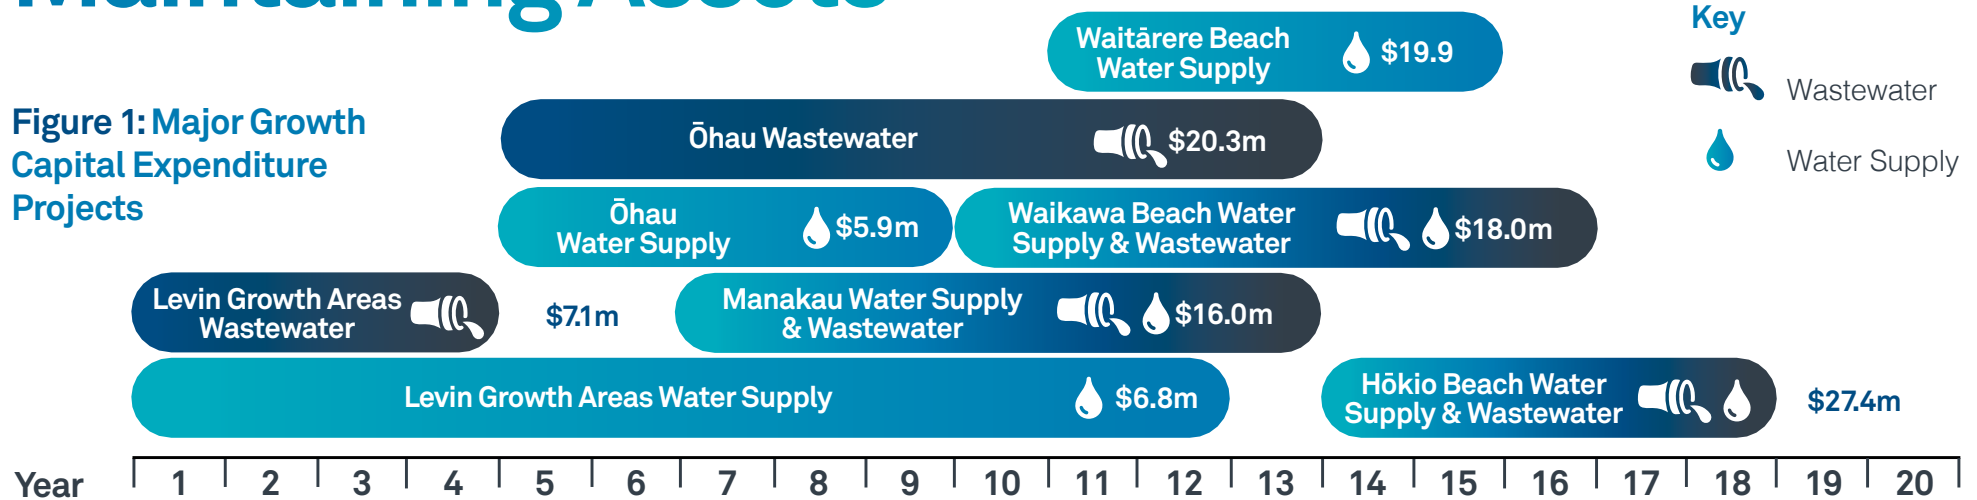 Maintaining Assets
Figure 1: Major Growth
Capital Expenditure
Projects
Waitārere Beach
Water Supply
$19.9
Key
Wastewater
Water Supply
Ōhau Wastewater
$20.3m
Ōhau
Water Supply
$5.9m
Waikawa Beach Water
Supply & Wastewater
$18.0m
Levin Growth Areas
Wastewater
$7.1m
Manakau Water Supply
& Wastewater
$16.0m
Levin Growth Areas Water Supply
$6.8m
Hōkio Beach Water
Supply & Wastewater
$27.4m
Year 1 2 3 4 5 6 7 8 9 10 11 12 13 14 15 16 17 18 19 20